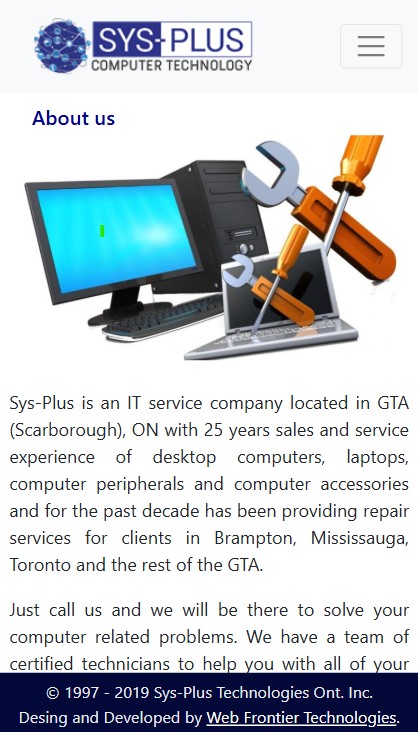 SYS-PLUS
COMPUTER TECHNOLOGY
About us
Sys-Plus is an IT service company located in GTA
(Scarborough), ON with 25 years sales and service
experience of desktop computers, laptops,
computer peripherals and computer accessories
and for the past decade has been providing repair
services for clients in Brampton, Mississauga,
Toronto and the rest of the GTA.
Just call us and we will be there to solve your
computer related problems. We have a team of
certified technicians to help you with all of your
© 1997 - 2019 Sys-Plus Technologies Ont. Inc.
Desing and Developed by Web Frontier Technologies.